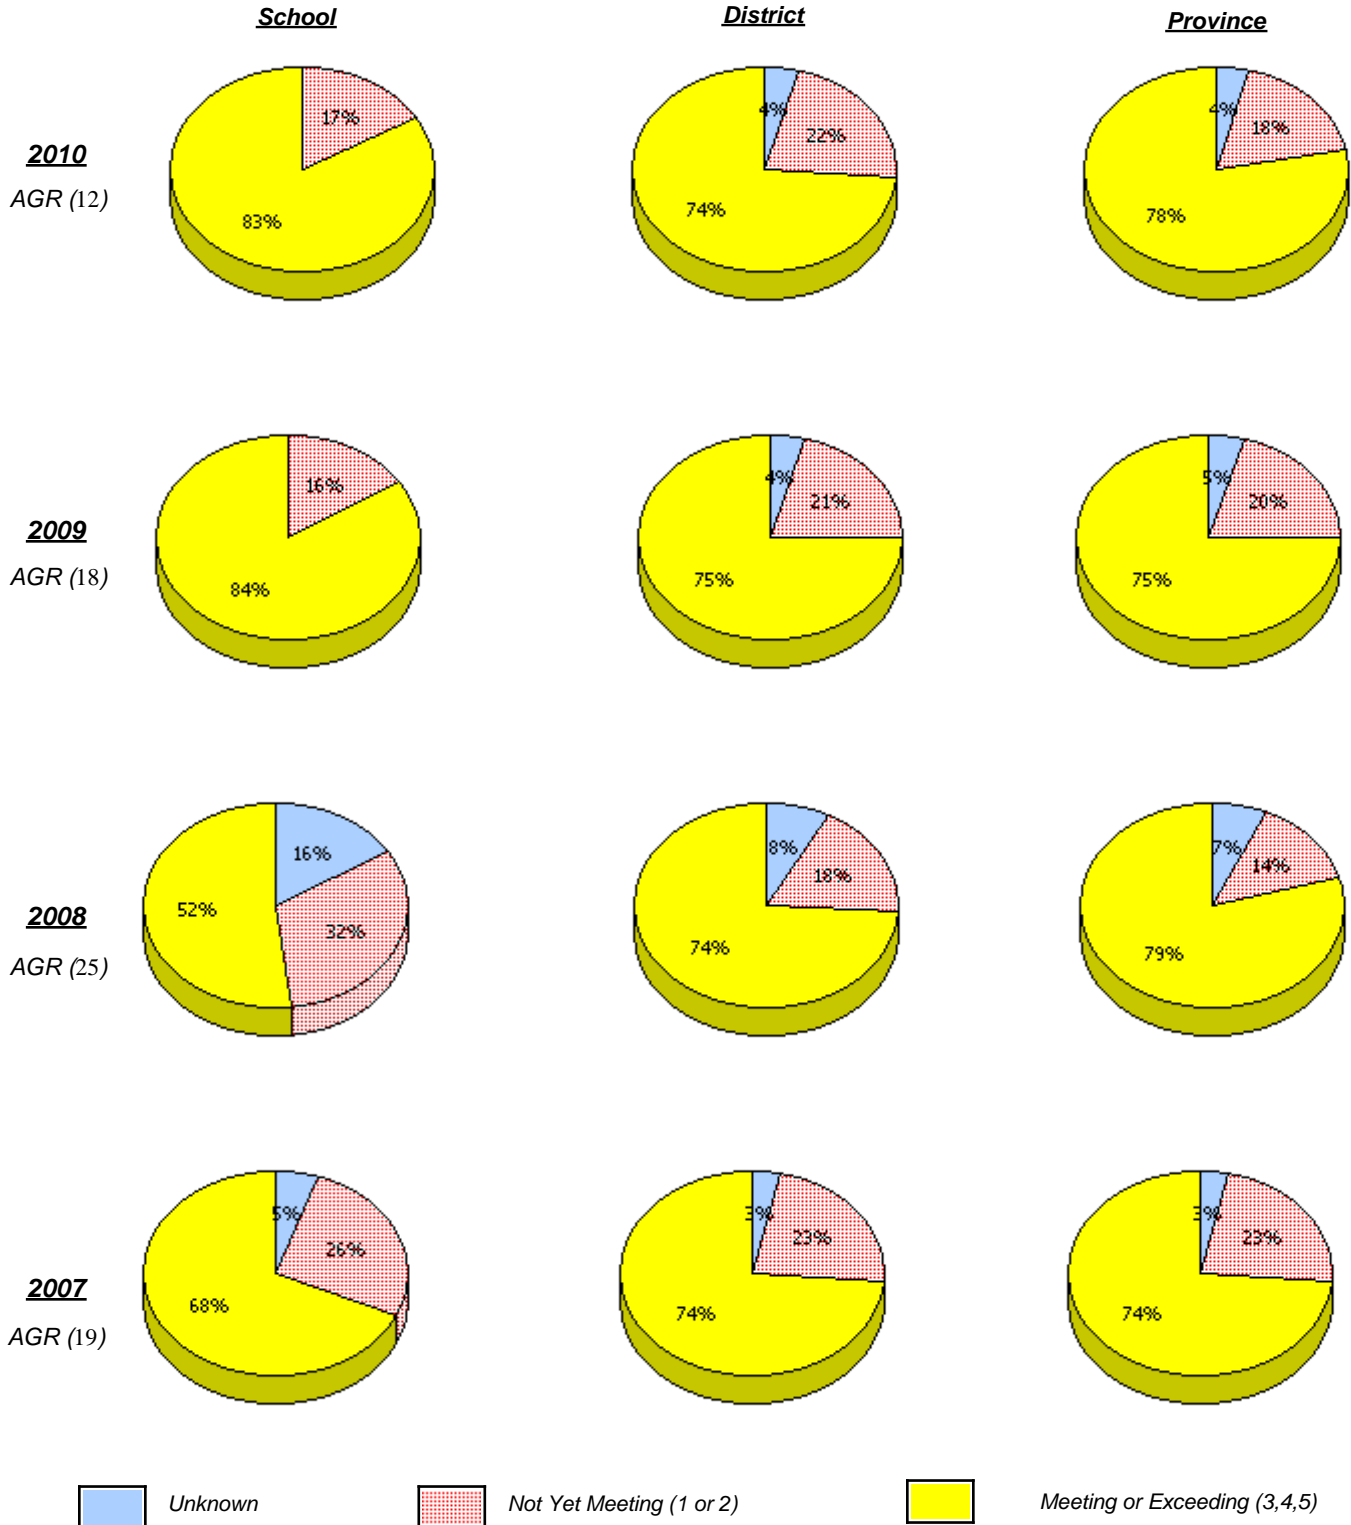 School District Province
17% 4% 22% 4% 18%
2010
AGR (12)
83% 74% 78%
16% 4% 21% 5% 20%
2009
AGR (18)
84% 75% 75%
16% 8% 18% 7% 14%
52% 32%
2008
74% 79%
AGR (25)
5% 26% 3% 23% 3% 23%
2007
68% 74% 74%
AGR (19)
Unknown Not Yet Meeting (1 or 2) Meeting or Exceeding (3,4,5)